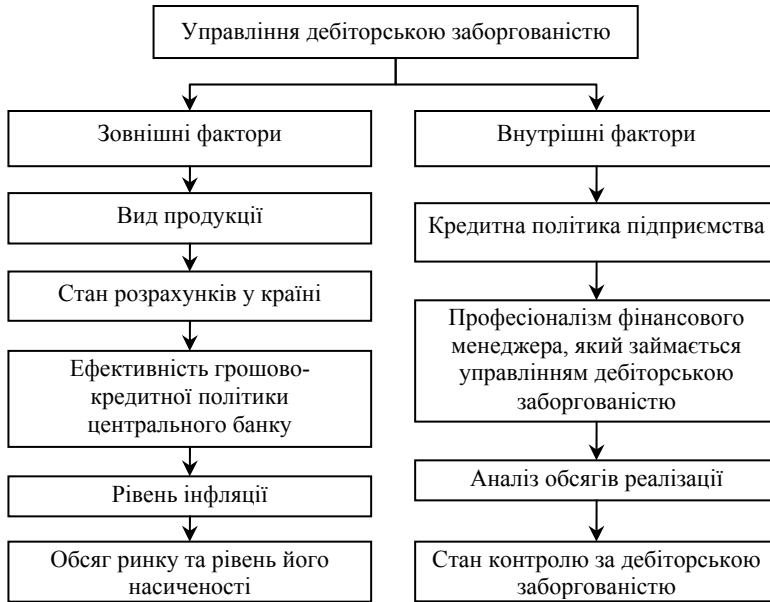 Управління дебіторською заборгованістю
Зовнішні фактори
Вид продукції
Стан розрахунків у країні
Ефективність грошово-
кредитної політики
центрального банку
Рівень інфляції
Обсяг ринку та рівень його
насиченості
Внутрішні фактори
Кредитна політика підприємства
Професіоналізм фінансового
менеджера, який займається
управлінням дебіторською
заборгованістю
Аналіз обсягів реалізації
Стан контролю за дебіторською
заборгованістю